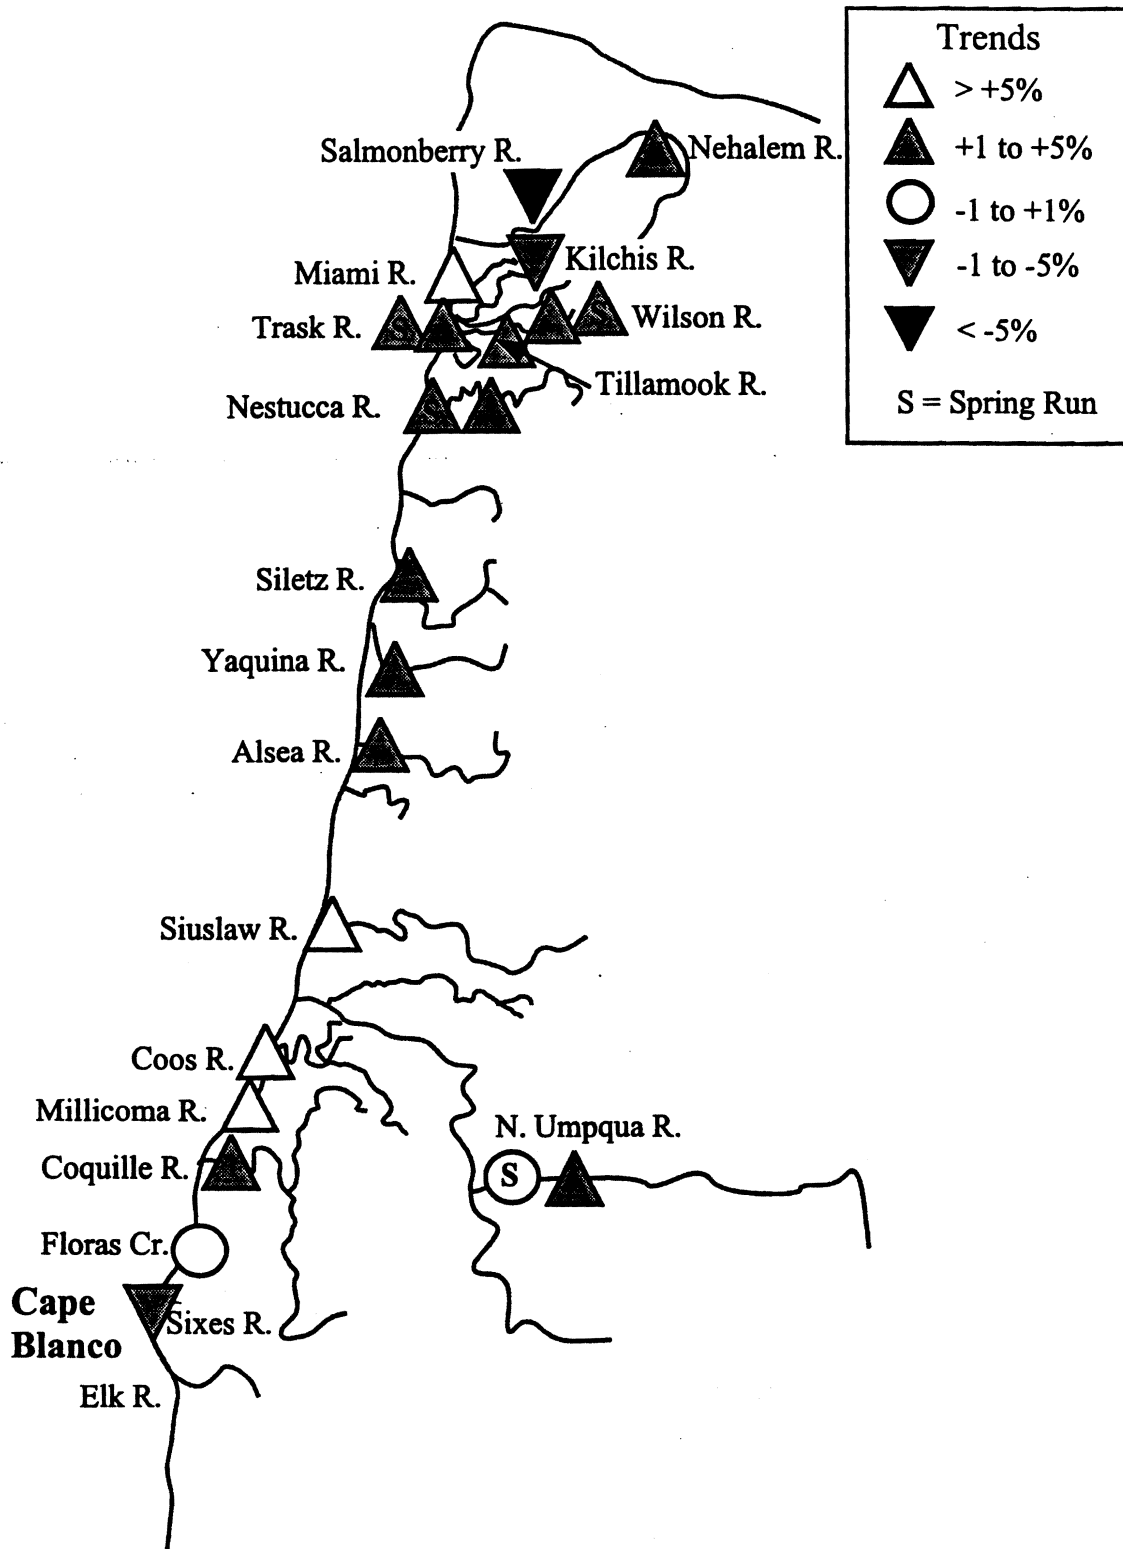 Trends
> +5%
+1 to +5%
-1 to +1%
-1 to -5%
< -5%
S = Spring Run
Salmonberry R.
Nehalem R.
Kilchis R.
Miami R.
Trask R.
S
S
Wilson R.
Tillamook R.
Nestucca R.
S
Siletz R.
Yaquina R.
Alsea R.
Siuslaw R.
Coos R.
Millicoma R.
N. Umpqua R.
Coquille R.
S
Floras Cr.
Cape
Blanco
Sixes R.
Elk R.